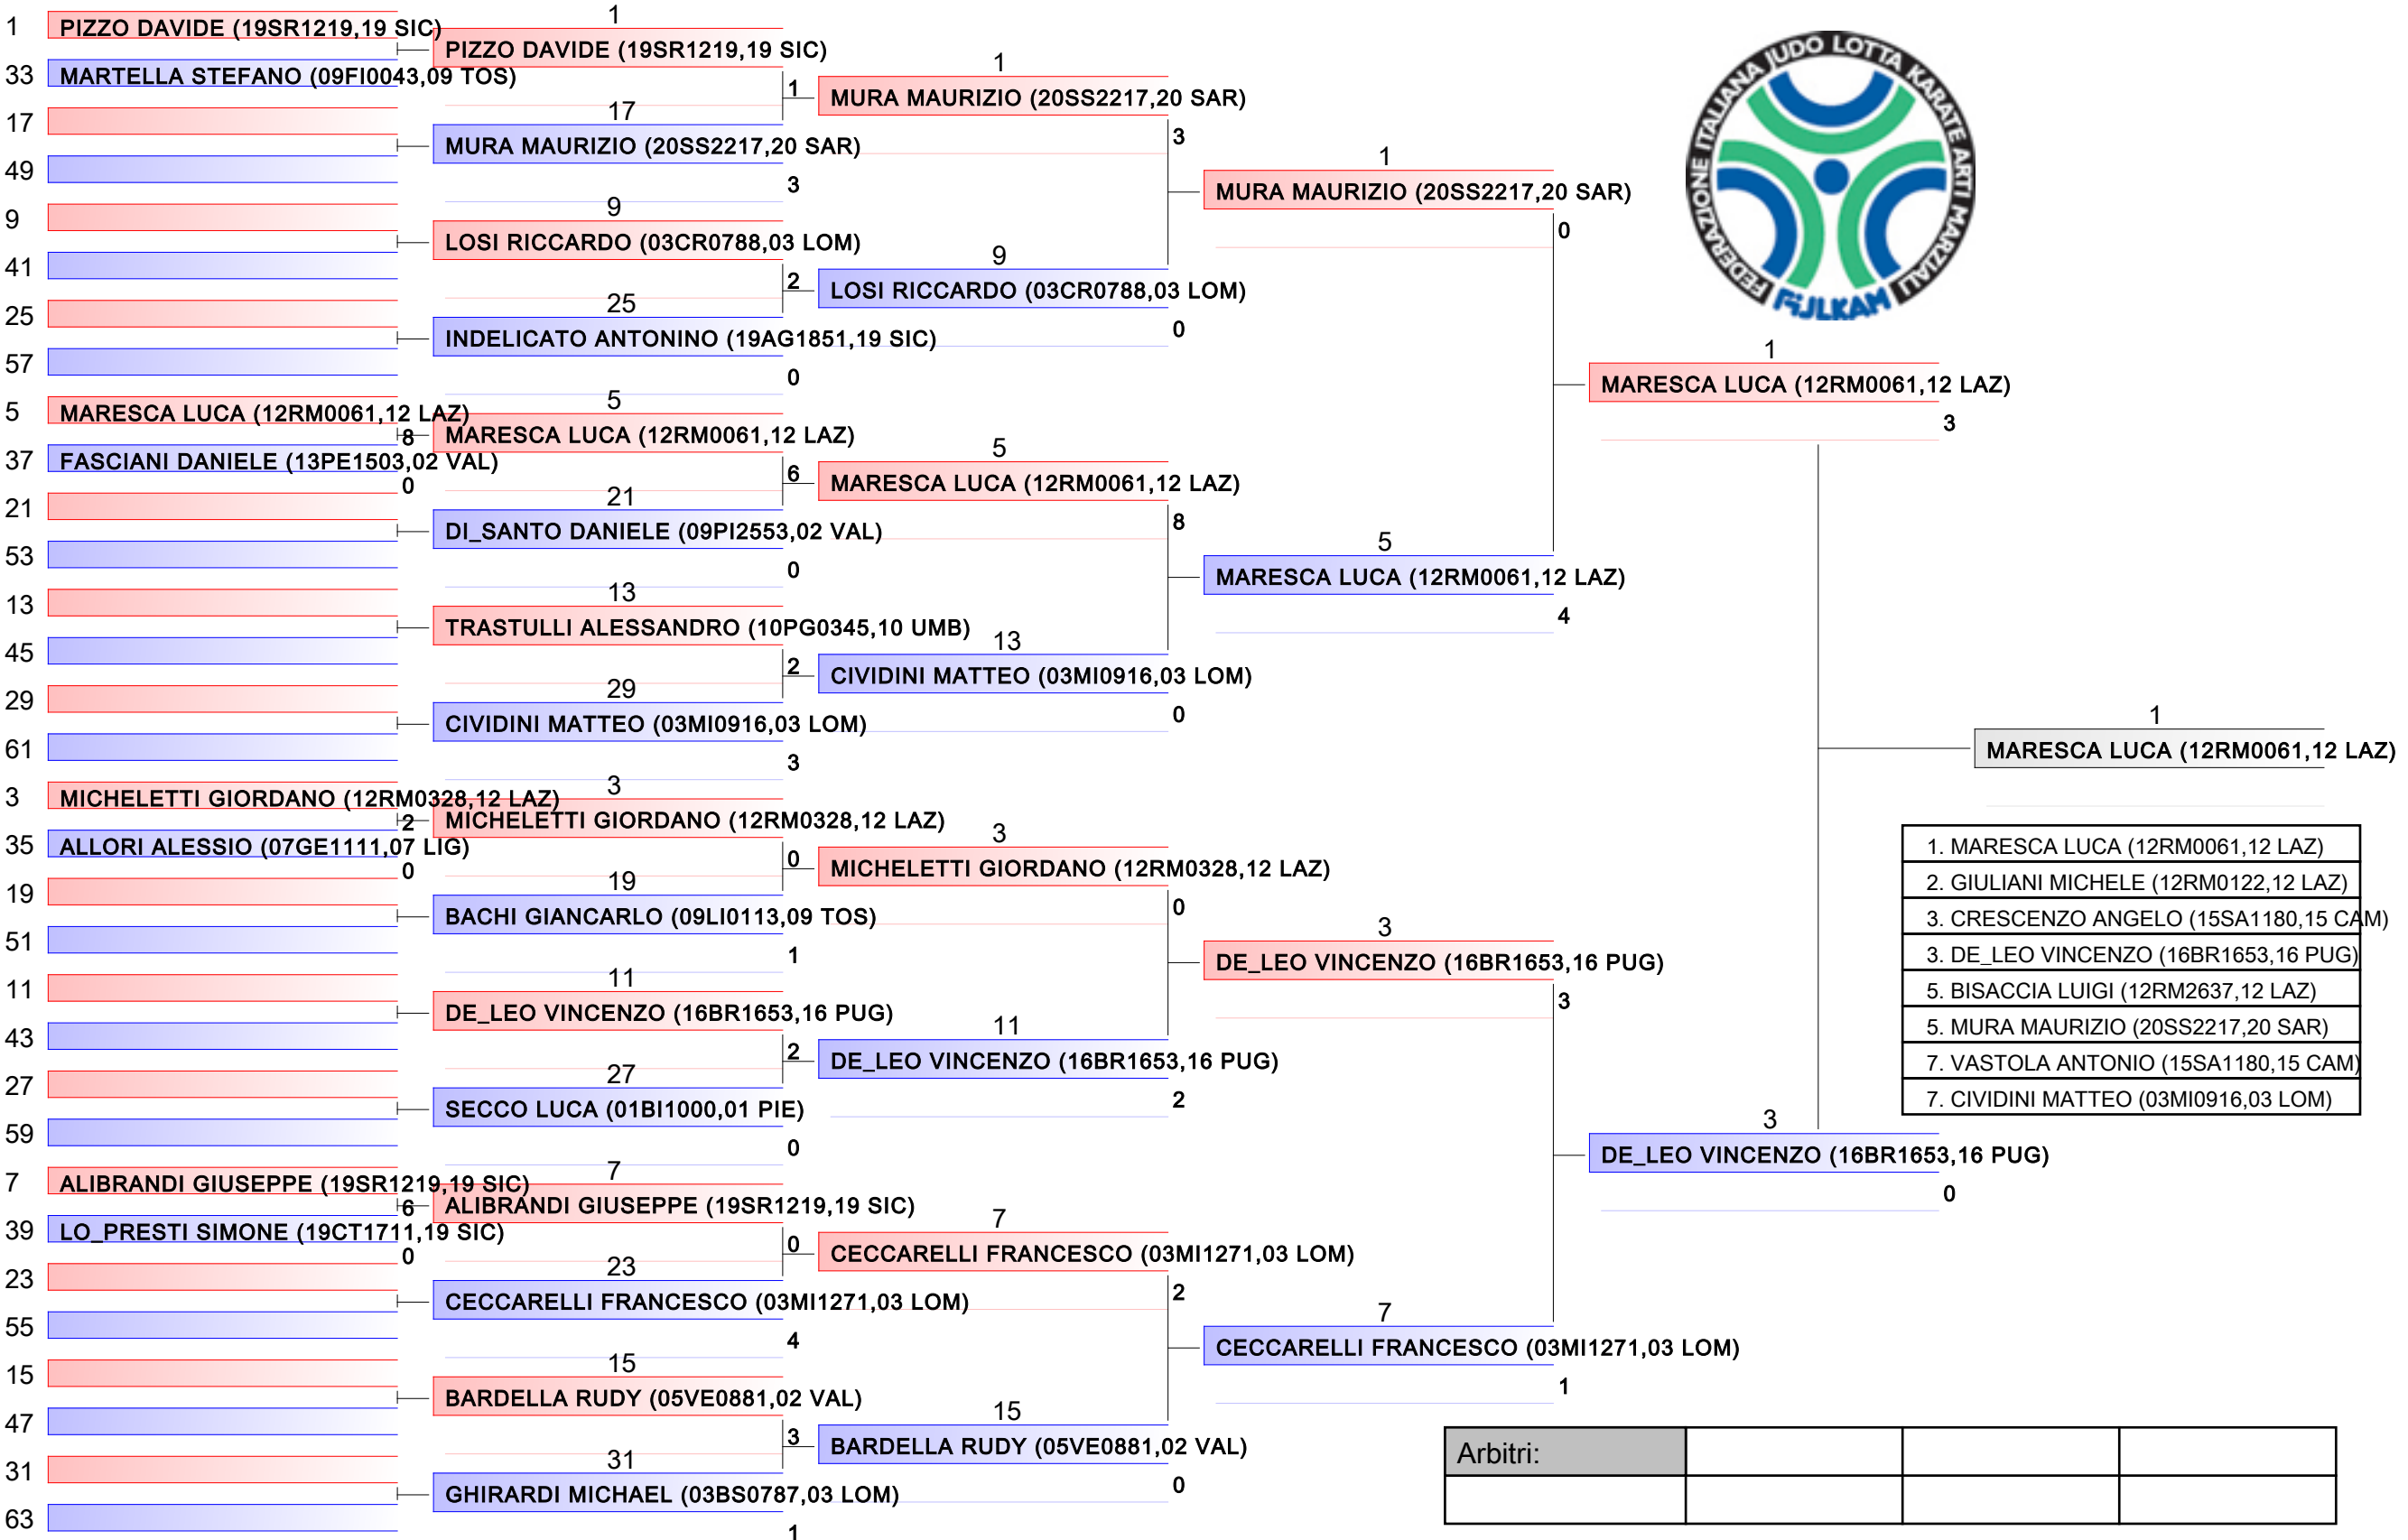 1 PIZZO DAVIDE (19SR1219,19 SIC)
33 MARTELLA STEFANO (09FI0043,09 TOS)
17
49
9
41
25
57
5 MARESCA LUCA (12RM0061,12 LAZ)
8
37 FASCIANI DANIELE (13PE1503,02 VAL)
0
21
53
13
45
29
61
3 MICHELETTI GIORDANO (12RM0328,12 LAZ)
2
35 ALLORI ALESSIO (07GE1111,07 LIG)
0
19
51
11
43
27
59
7 ALIBRANDI GIUSEPPE (19SR1219,19 SIC)
6
39 LO_PRESTI SIMONE (19CT1711,19 SIC)
0
23
55
15
47
31
63
1
PIZZO DAVIDE (19SR1219,19 SIC)
1
17
MURA MAURIZIO (20SS2217,20 SAR)
3
9
LOSI RICCARDO (03CR0788,03 LOM)
2
25
INDELICATO ANTONINO (19AG1851,19 SIC)
0
5
MARESCA LUCA (12RM0061,12 LAZ)
6
21
DI_SANTO DANIELE (09PI2553,02 VAL)
0
13
TRASTULLI ALESSANDRO (10PG0345,10 UMB)
2
29
CIVIDINI MATTEO (03MI0916,03 LOM)
3
3
MICHELETTI GIORDANO (12RM0328,12 LAZ)
0
19
BACHI GIANCARLO (09LI0113,09 TOS)
1
11
DE_LEO VINCENZO (16BR1653,16 PUG)
2
27
SECCO LUCA (01BI1000,01 PIE)
0
7
ALIBRANDI GIUSEPPE (19SR1219,19 SIC)
0
23
CECCARELLI FRANCESCO (03MI1271,03 LOM)
4
15
BARDELLA RUDY (05VE0881,02 VAL)
3
31
GHIRARDI MICHAEL (03BS0787,03 LOM)
1
1
MURA MAURIZIO (20SS2217,20 SAR)
3
9
LOSI RICCARDO (03CR0788,03 LOM)
0
5
MARESCA LUCA (12RM0061,12 LAZ)
8
13
CIVIDINI MATTEO (03MI0916,03 LOM)
0
3
MICHELETTI GIORDANO (12RM0328,12 LAZ)
0
11
DE_LEO VINCENZO (16BR1653,16 PUG)
2
7
CECCARELLI FRANCESCO (03MI1271,03 LOM)
2
15
BARDELLA RUDY (05VE0881,02 VAL)
0
1
MURA MAURIZIO (20SS2217,20 SAR)
0
5
MARESCA LUCA (12RM0061,12 LAZ)
4
3
DE_LEO VINCENZO (16BR1653,16 PUG)
3
7
CECCARELLI FRANCESCO (03MI1271,03 LOM)
1
FEDERAZIONE ITALIANA JUDO LOTTA KARATE ARTI MARZIALI
FIJLKAM
1
MARESCA LUCA (12RM0061,12 LAZ)
3
3
DE_LEO VINCENZO (16BR1653,16 PUG)
0
1
MARESCA LUCA (12RM0061,12 LAZ)
1. MARESCA LUCA (12RM0061,12 LAZ)
2. GIULIANI MICHELE (12RM0122,12 LAZ)
3. CRESCENZO ANGELO (15SA1180,15 CAM)
3. DE_LEO VINCENZO (16BR1653,16 PUG)
5. BISACCIA LUIGI (12RM2637,12 LAZ)
5. MURA MAURIZIO (20SS2217,20 SAR)
7. VASTOLA ANTONIO (15SA1180,15 CAM)
7. CIVIDINI MATTEO (03MI0916,03 LOM)
Arbitri: